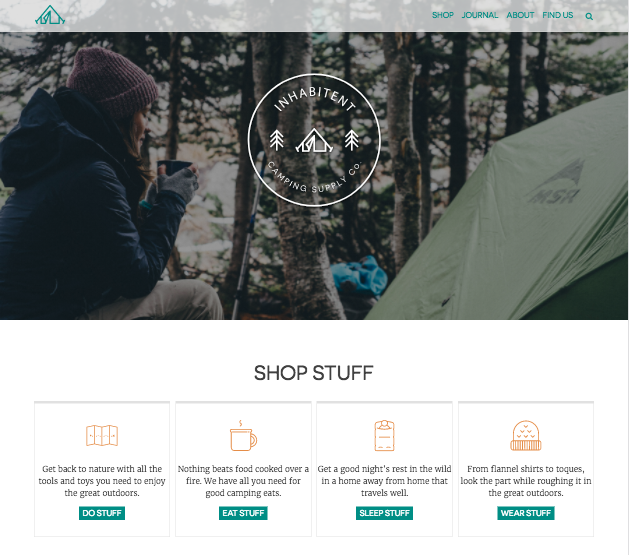 SHOP JOURNAL ABOUT FIND US
INHABITENT
CAMPING SUPPLY CO.
MSR
SHOP STUFF
Get back to nature with all the
tools and toys you need to enjoy
the great outdoors.
DO STUFF
Nothing beats food cooked over a
fire. We have all you need for
good camping eats.
EAT STUFF
Get a good night's rest in the wild
in a home away from home that
travels well.
SLEEP STUFF
From flannel shirts to toques,
look the part while roughing it in
the great outdoors.
WEAR STUFF